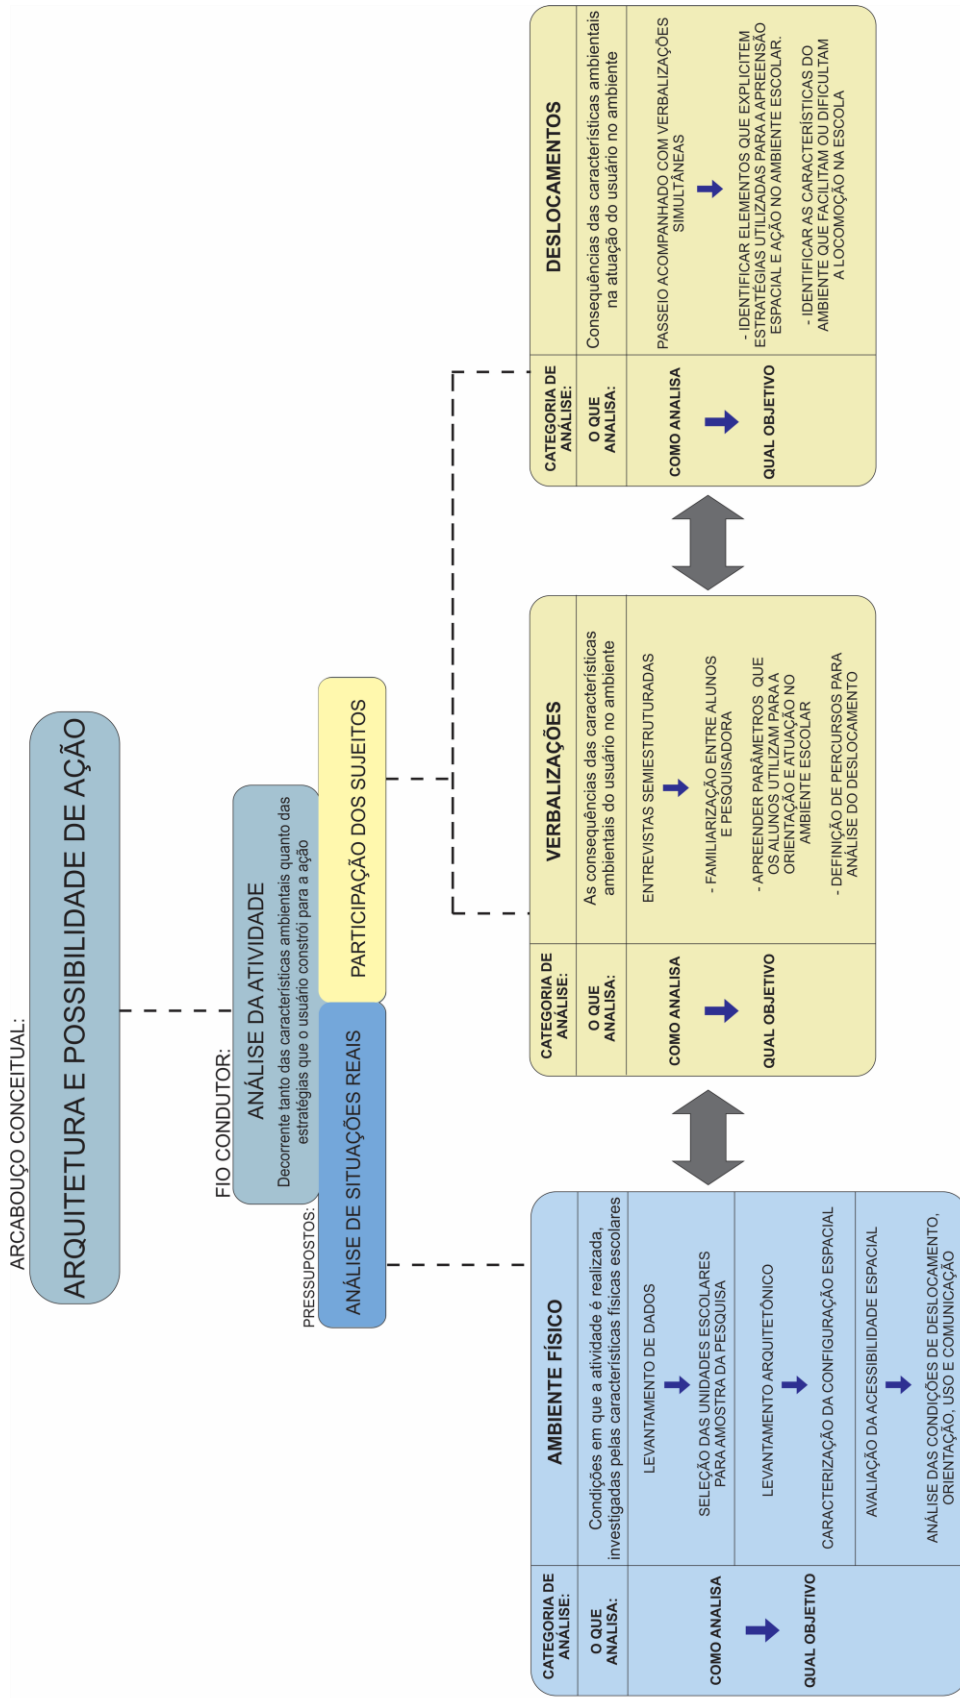 ARCABOUÇO CONCEITUAL:
ARQUITETURA E POSSIBILIDADE DE AÇÃO
FIO CONDUTOR:
ANÁLISE DA ATIVIDADE
Decorrente tanto das características ambientais quanto das
estratégias que o usuário constrói para a ação
PRESSUPOSTOS:
ANÁLISE DE SITUAÇÕES REAIS
PARTICIPAÇÃO DOS SUJEITOS
CATEGORIA DE
ANÁLISE:
AMBIENTE FÍSICO
O QUE
ANALISA:
Condições em que a atividade é realizada,
investigadas pelas características físicas escolares
COMO ANALISA
QUAL OBJETIVO
LEVANTAMENTO DE DADOS
SELEÇÃO DAS UNIDADES ESCOLARES
PARA AMOSTRA DA PESQUISA
LEVANTAMENTO ARQUITETÔNICO
CARACTERIZAÇÃO DA CONFIGURAÇÃO ESPACIAL
AVALIAÇÃO DA ACESSIBILIDADE ESPACIAL
ANÁLISE DAS CONDIÇÕES DE DESLOCAMENTO,
ORIENTAÇÃO, USO E COMUNICAÇÃO
CATEGORIA DE
ANÁLISE:
VERBALIZAÇÕES
O QUE
ANALISA:
As consequências das características
ambientais do usuário no ambiente
COMO ANALISA
QUAL OBJETIVO
ENTREVISTAS SEMIESTRUTURADAS
- FAMILIARIZAÇÃO ENTRE ALUNOS
E PESQUISADORA
- APREENDER PARÂMETROS QUE
OS ALUNOS UTILIZAM PARA A
ORIENTAÇÃO E ATUAÇÃO NO
AMBIENTE ESCOLAR
- DEFINIÇÃO DE PERCURSOS PARA
ANÁLISE DO DESLOCAMENTO
CATEGORIA DE
ANÁLISE:
DESLOCAMENTOS
O QUE
ANALISA:
Consequências das características ambientais
na atuação do usuário no ambiente
COMO ANALISA
QUAL OBJETIVO
PASSEIO ACOMPANHADO COM VERBALIZAÇÕES
SIMULTÂNEAS
- IDENTIFICAR ELEMENTOS QUE EXPLICITEM
ESTRATÉGIAS UTILIZADAS PARA A APREENSÃO
ESPACIAL E AÇÃO NO AMBIENTE ESCOLAR.
- IDENTIFICAR AS CARACTERÍSTICAS DO
AMBIENTE QUE FACILITAM OU DIFICULTAM
A LOCOMOÇÃO NA ESCOLA